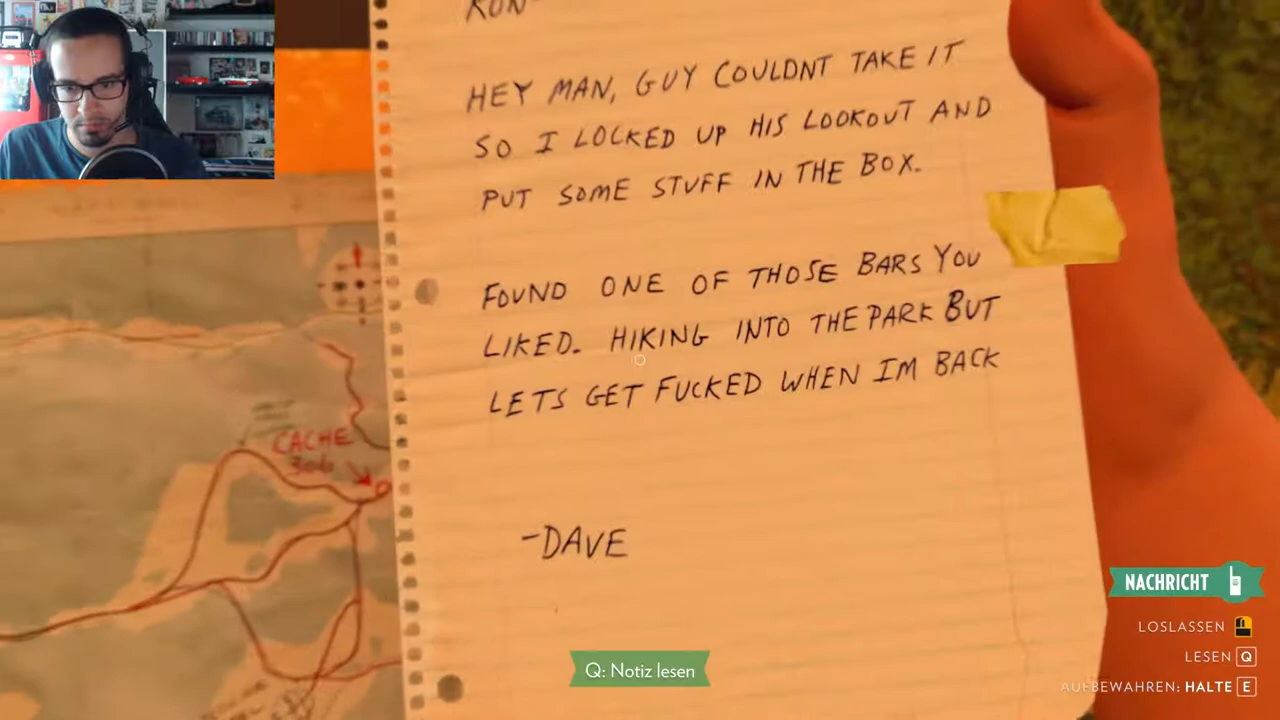 RON-
HEY MAN, GUY COULDNT TAKE IT
SO I LOCKED UP HIS LOOKOUT AND
PUT SOME STUFF IN THE BOX.
FOUND ONE OF THOSE BARS YOU
LIKED. HIKING INTO THE PARK BUT
LETS GET FUCKED WHEN IM BACK
-DAVE
CACHE
306
NACHRICHT
LOSLASSEN
LESEN Q
AUFBEWAHREN: HALTE E
Q: Notiz lesen